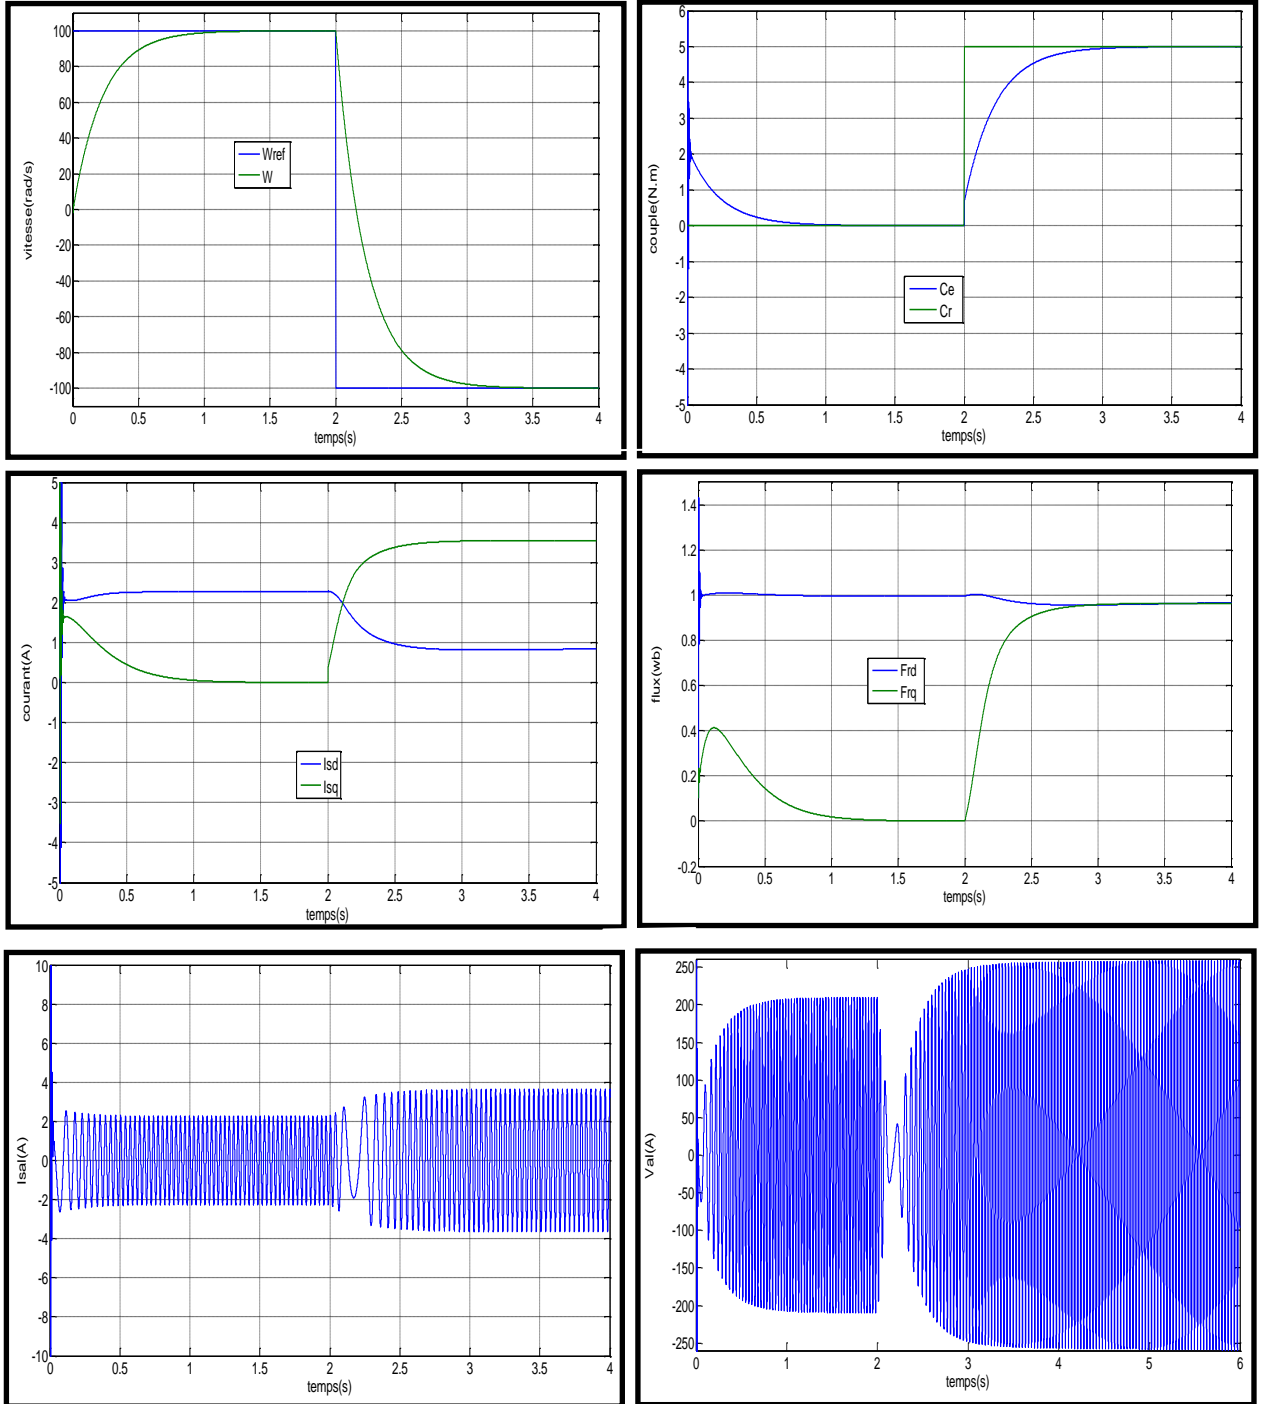 100
80
60
40
20
0
-20
-40
-60
-80
-100
vitesse(rad/s)
Wref
W
0 0.5 1 1.5 2 2.5 3 3.5 4
temps(s)
6
5
4
3
2
1
0
-1
-2
-3
-4
-5
couple(N.m)
Ce
Cr
0 0.5 1 1.5 2 2.5 3 3.5 4
temps(s)
5
4
3
2
1
0
-1
-2
-3
-4
-5
courant(A)
Isd
Isq
0 0.5 1 1.5 2 2.5 3 3.5 4
temps(s)
1.4
1.2
1
0.8
0.6
0.4
0.2
0
-0.2
flux(wb)
Frd
Frq
0 0.5 1 1.5 2 2.5 3 3.5 4
temps(s)
10
8
6
4
2
0
-2
-4
-6
-8
-10
Isal(A)
0 0.5 1 1.5 2 2.5 3 3.5 4
temps(s)
250
200
150
100
50
0
-50
-100
-150
-200
-250
Val(A)
0 1 2 3 4 5 6
temps(s)